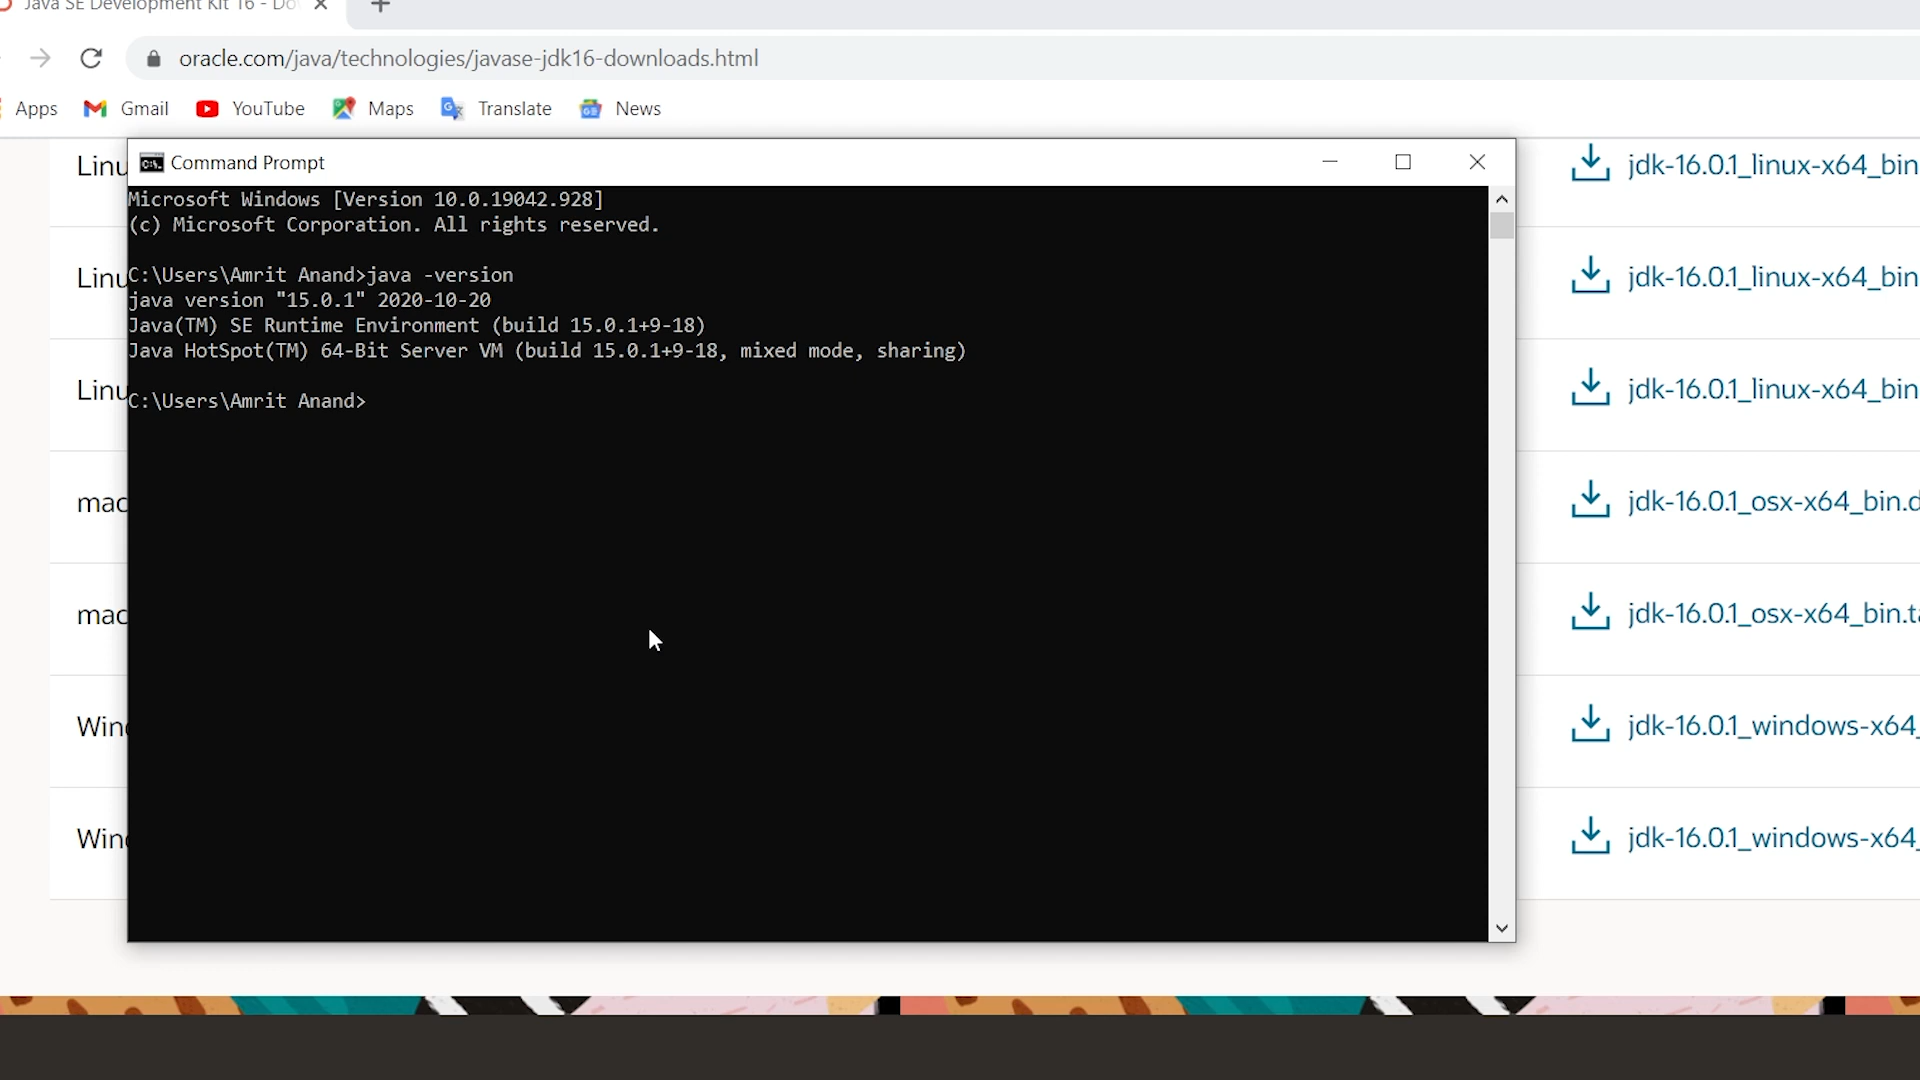 Java SE Development Kit 16 - Do
oracle.com/java/technologies/javase-jdk16-downloads.html
Apps Gmail YouTube Maps Translate News
Command Prompt
Microsoft Windows [Version 10.0.19042.928]
(c) Microsoft Corporation. All rights reserved.
C:\Users\Amrit Anand>java -version
java version "15.0.1" 2020-10-20
Java(TM) SE Runtime Environment (build 15.0.1+9-18)
Java HotSpot(TM) 64-Bit Server VM (build 15.0.1+9-18, mixed mode, sharing)
C:\Users\Amrit Anand>
Linu
Linu
Linu
mac
mac
Wind
Wind
jdk-16.0.1_linux-x64_bin
jdk-16.0.1_linux-x64_bin
jdk-16.0.1_linux-x64_bin
jdk-16.0.1_osx-x64_bin.d
jdk-16.0.1_osx-x64_bin.ta
jdk-16.0.1_windows-x64_
jdk-16.0.1_windows-x64_